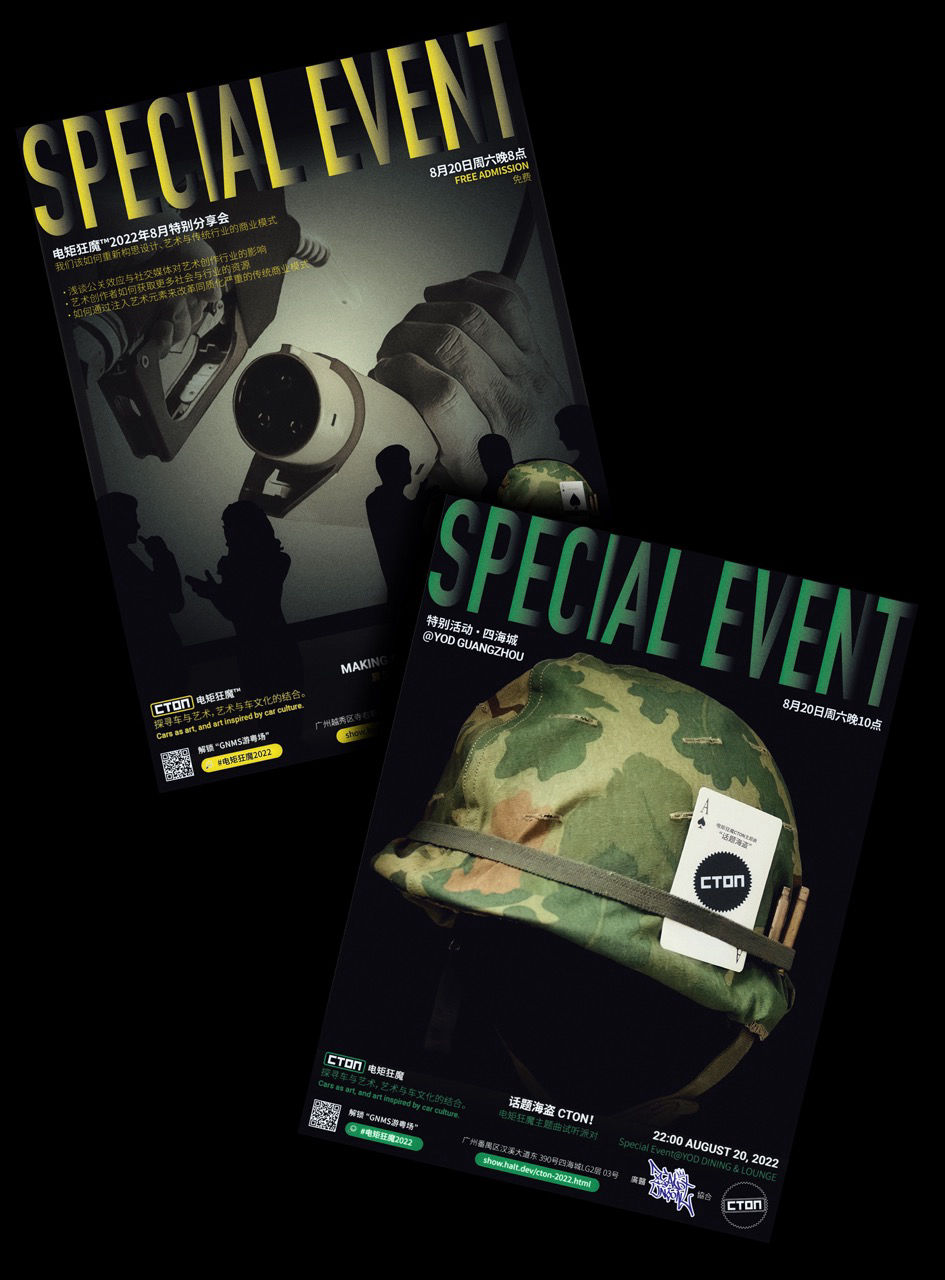 SPECIAL EVENT
8月20日周六晚8点
FREE ADMISSION
免费
电矩狂魔™2022年8月特别分享会
我们该如何重新构思设计、艺术与传统行业的商业模式
• 浅谈公关效应与社交媒体对艺术创作行业的影响
• 艺术创作者如何获取更多社会与行业的资源
• 如何通过注入艺术元素来改革同质化严重的传统商业模式
MAKING
CTON 电矩狂魔™
探寻车与艺术，艺术与车文化的结合。
Cars as art, and art inspired by car culture.
解锁 “GNMS游粤场”
#电矩狂魔2022
广州越秀区寺右
show.
SPECIAL EVENT
特别活动・四海城
@YOD GUANGZHOU
8月20日周六晚10点
A
电矩狂魔CTON主题曲
“话题海盗”
CTON
A
CTON 电矩狂魔
探寻车与艺术，艺术与车文化的结合。
Cars as art, and art inspired by car culture.
解锁 “GNMS游粤场”
#电矩狂魔2022
话题海盗 CTON！
电矩狂魔主题曲试听派对
广州番禺区汉溪大道东 390号四海城LG2层 03号
show.halt.dev/cton-2022.html
22:00 AUGUST 20, 2022
Special Event@YOD DINING & LOUNGE
協合
CTON